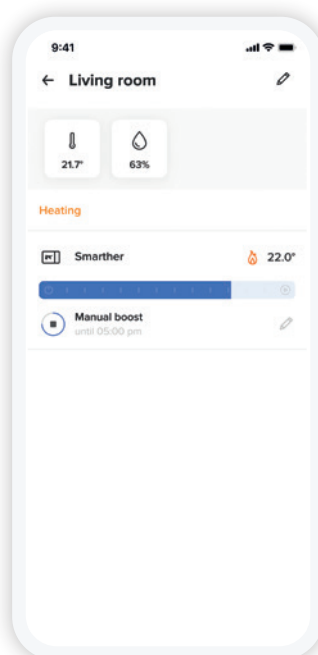 9:41
Living room
21.7°
63%
Heating
Smarther
22.0°
Manual boost
until 05:00 pm